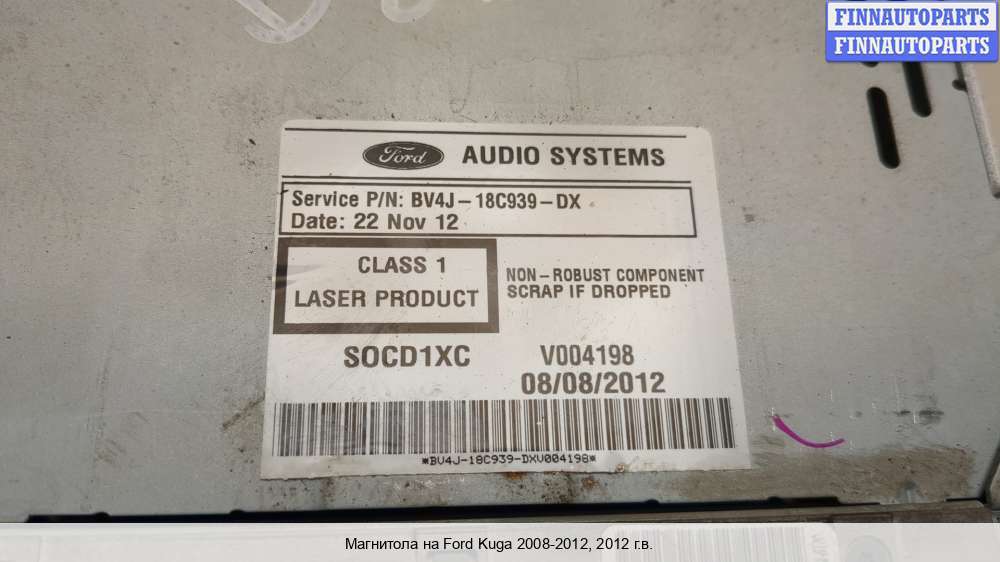 FINNAUTOPARTS
FINNAUTOPARTS
Ford AUDIO SYSTEMS
Service P/N: BV4J-18C939-DX
Date: 22 Nov 12
CLASS 1
LASER PRODUCT
NON-ROBUST COMPONENT
SCRAP IF DROPPED
SOCD1XC V004198
08/08/2012
*BV4J-18C939-DXV004198*
Магнитола на Ford Kuga 2008-2012, 2012 г.в.